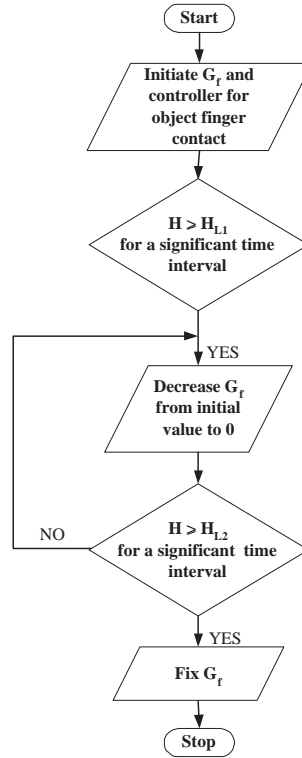 Start
Initiate G_f and
controller for
object finger
contact
H ⩾ H_L1
for a significant time
interval
YES
Decrease G_f
from initial
value to 0
NO
H ⩾ H_L2
for a significant time
interval
YES
Fix G_f
Stop